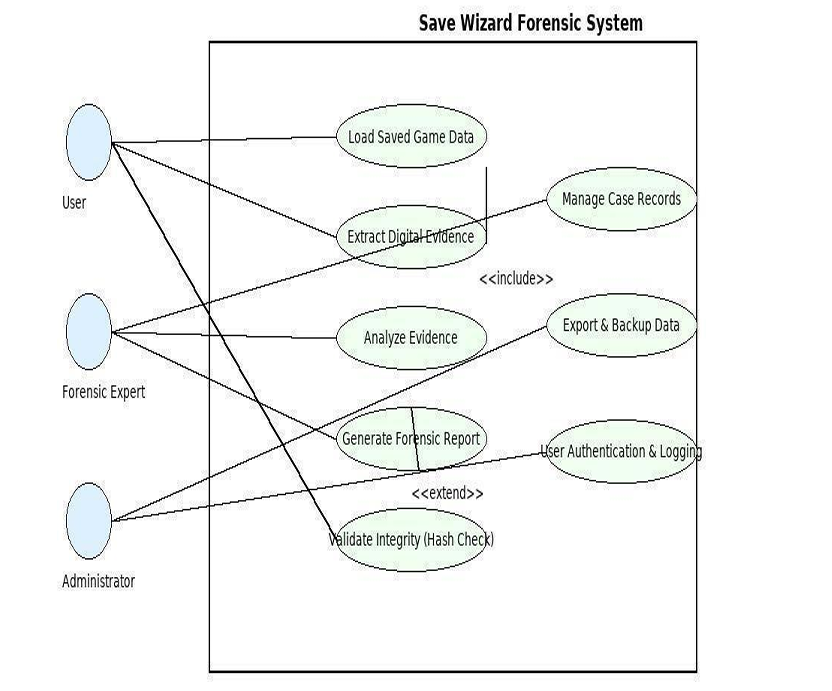 Save Wizard Forensic System
Load Saved Game Data
User
Manage Case Records
Extract Digital Evidence
<<include>>
Export & Backup Data
Analyze Evidence
Forensic Expert
Generate Forensic Report
User Authentication & Logging
<<extend>>
Validate Integrity (Hash Check)
Administrator